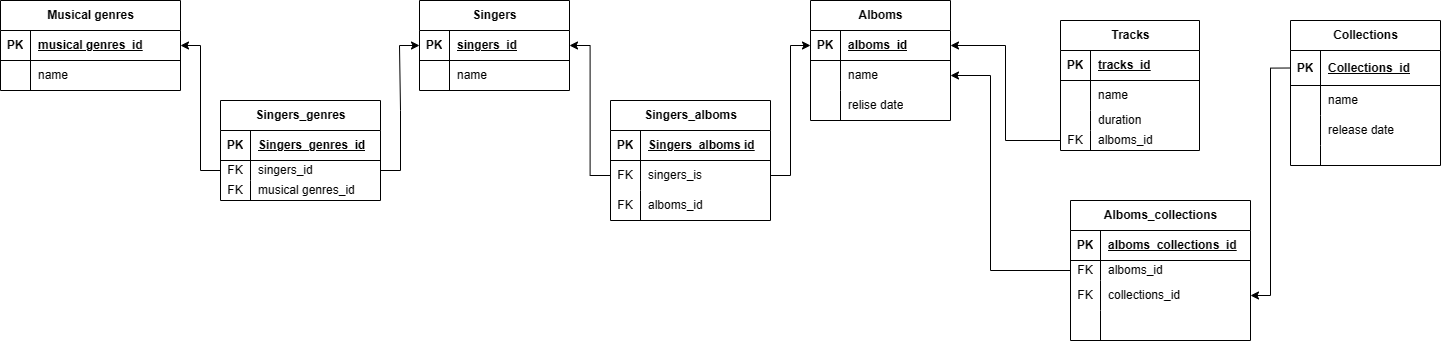 Musical genres
PK musical genres_id
name
Singers
PK singers_id
name
Alboms
PK alboms_id
name
relise date
Tracks
PK tracks_id
name
duration
FK alboms_id
Collections
PK Collections_id
name
release date
Singers_genres
PK Singers_genres_id
FK singers_id
FK musical genres_id
Singers_alboms
PK Singers_alboms id
FK singers_is
FK alboms_id
Alboms_collections
PK alboms_collections_id
FK alboms_id
FK collections_id